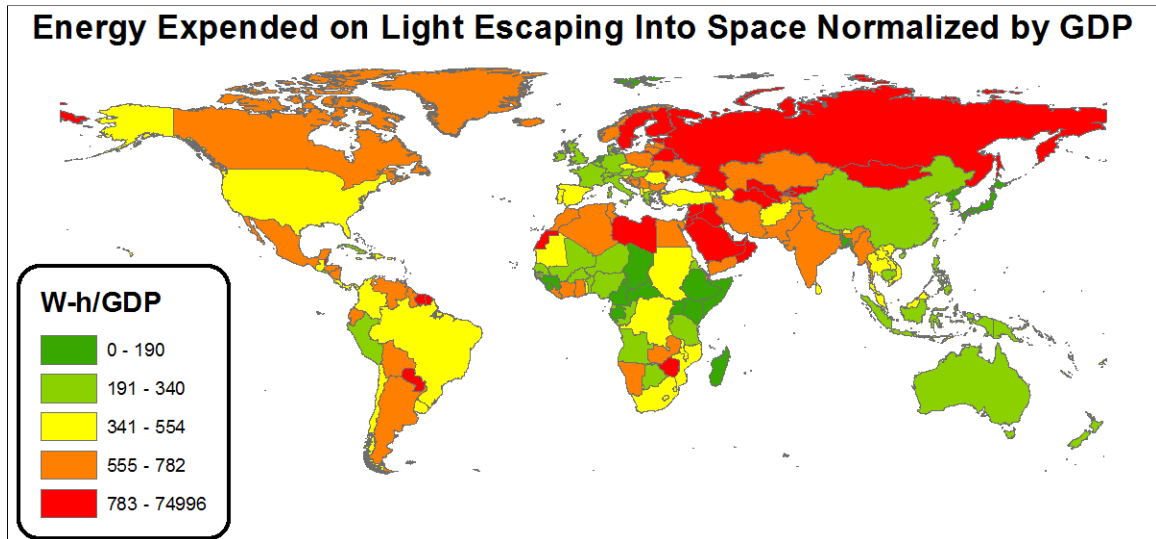 Energy Expended on Light Escaping Into Space Normalized by GDP
W-h/GDP
0 - 190
191 - 340
341 - 554
555 - 782
783 - 74996